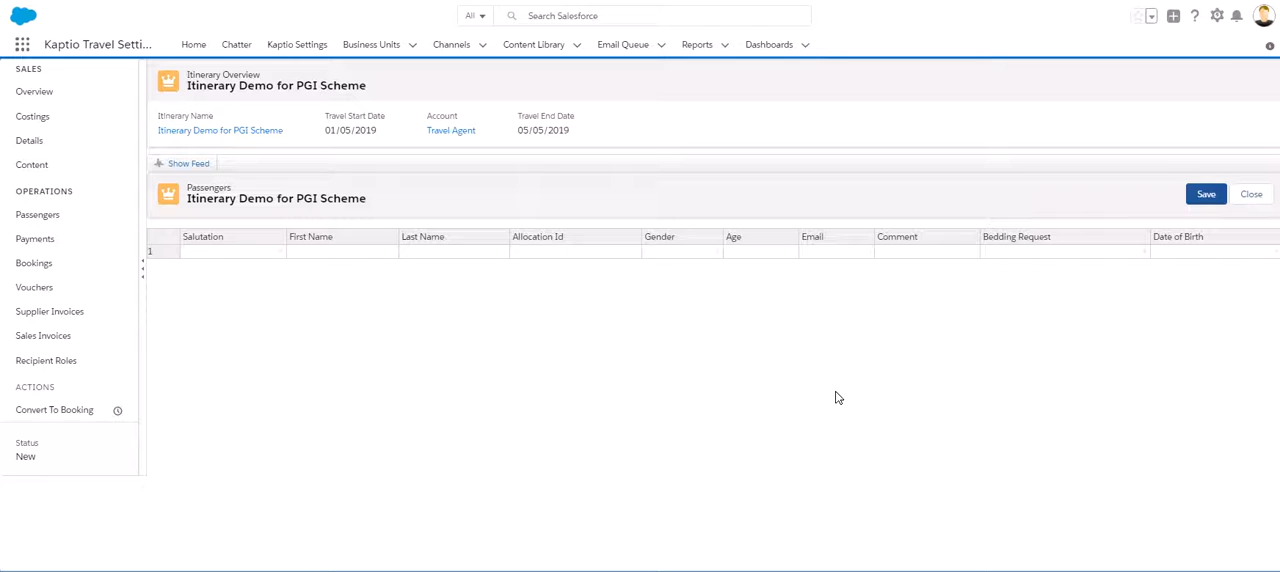 All
Search Salesforce
Kaptio Travel Setti...
Home Chatter Kaptio Settings Business Units Channels Content Library Email Queue Reports Dashboards
SALES
Overview
Costings
Details
Content
OPERATIONS
Passengers
Payments
Bookings
Vouchers
Supplier Invoices
Sales Invoices
Recipient Roles
ACTIONS
Convert To Booking
Status
New
Itinerary Overview
Itinerary Demo for PGI Scheme
Itinerary Name Travel Start Date Account Travel End Date
Itinerary Demo for PGI Scheme 01/05/2019 Travel Agent 05/05/2019
Show Feed
Passengers
Itinerary Demo for PGI Scheme
Save Close
Salutation First Name Last Name Allocation Id Gender Age Email Comment Bedding Request Date of Birth
1